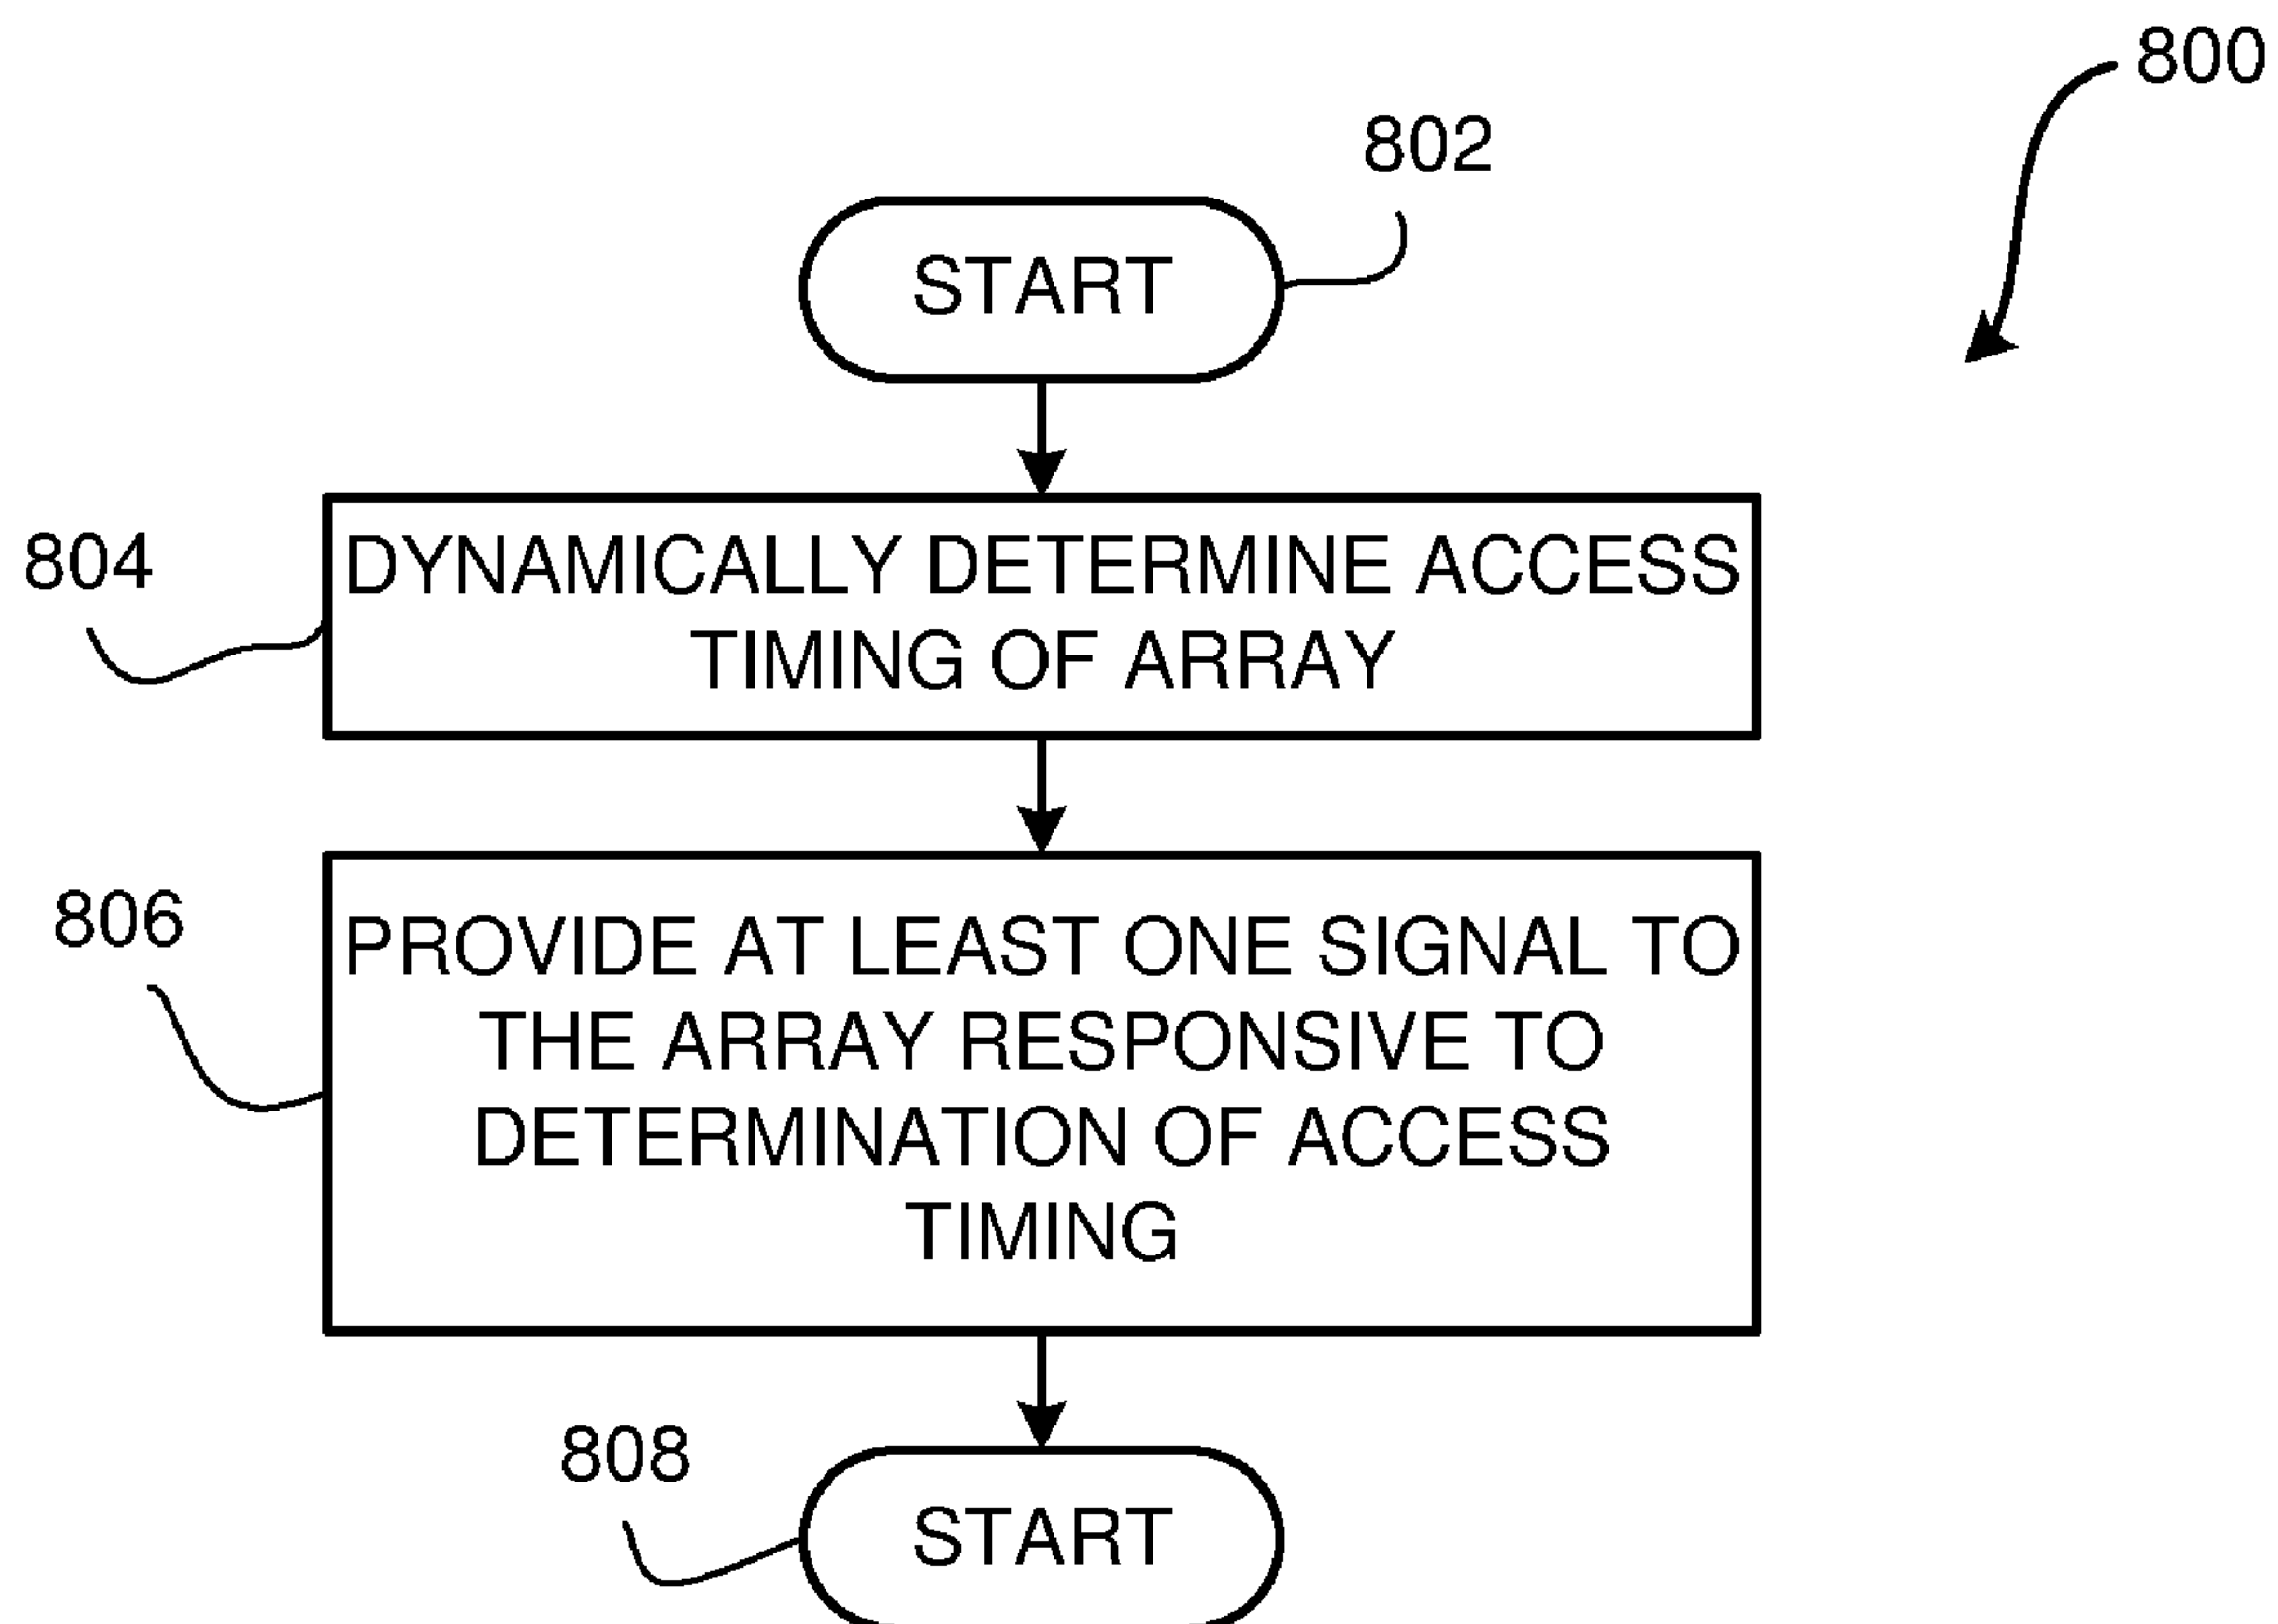 800
802
START
804
DYNAMICALLY DETERMINE ACCESS
TIMING OF ARRAY
806
PROVIDE AT LEAST ONE SIGNAL TO
THE ARRAY RESPONSIVE TO
DETERMINATION OF ACCESS
TIMING
808
START